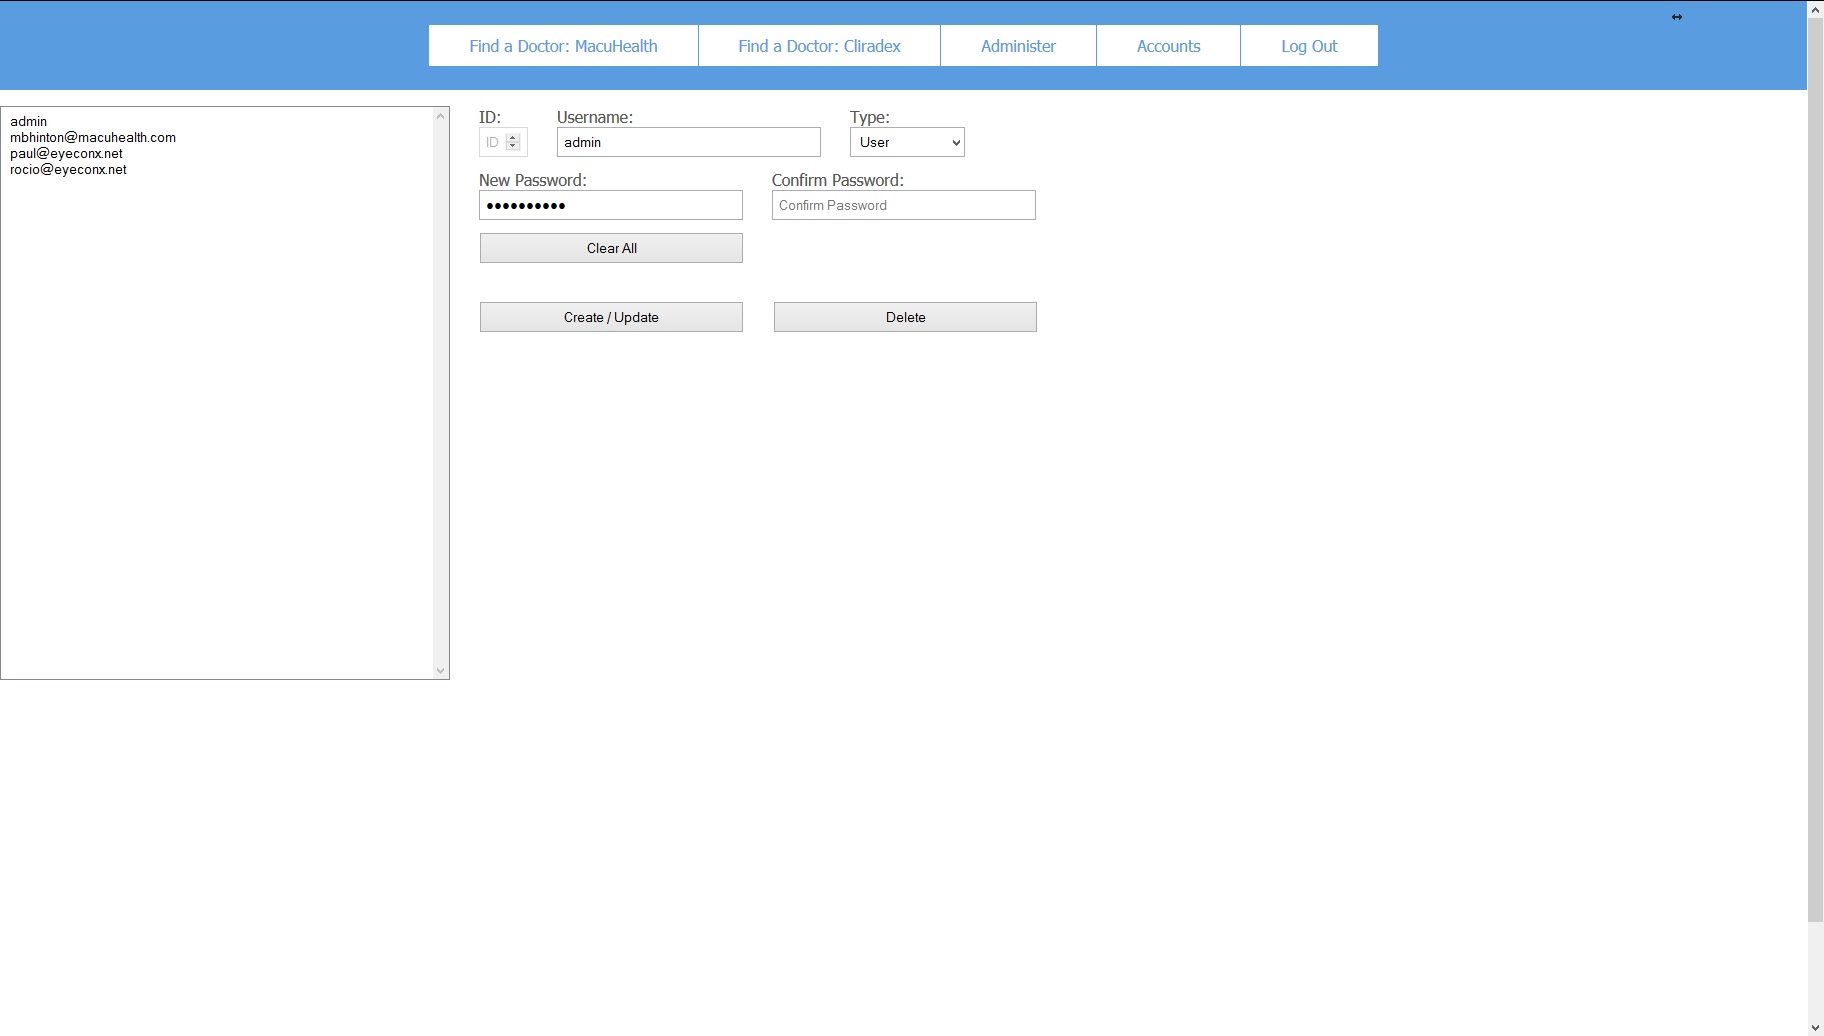 Find a Doctor: MacuHealth
Find a Doctor: Cliradex
Administer
Accounts
Log Out
admin
mbhinton@macuhealth.com
paul@eyeconx.net
rocio@eyeconx.net
ID:
Username:
Type:
ID
admin
User
New Password:
Confirm Password:
••••••••••
Confirm Password
Clear All
Create / Update
Delete